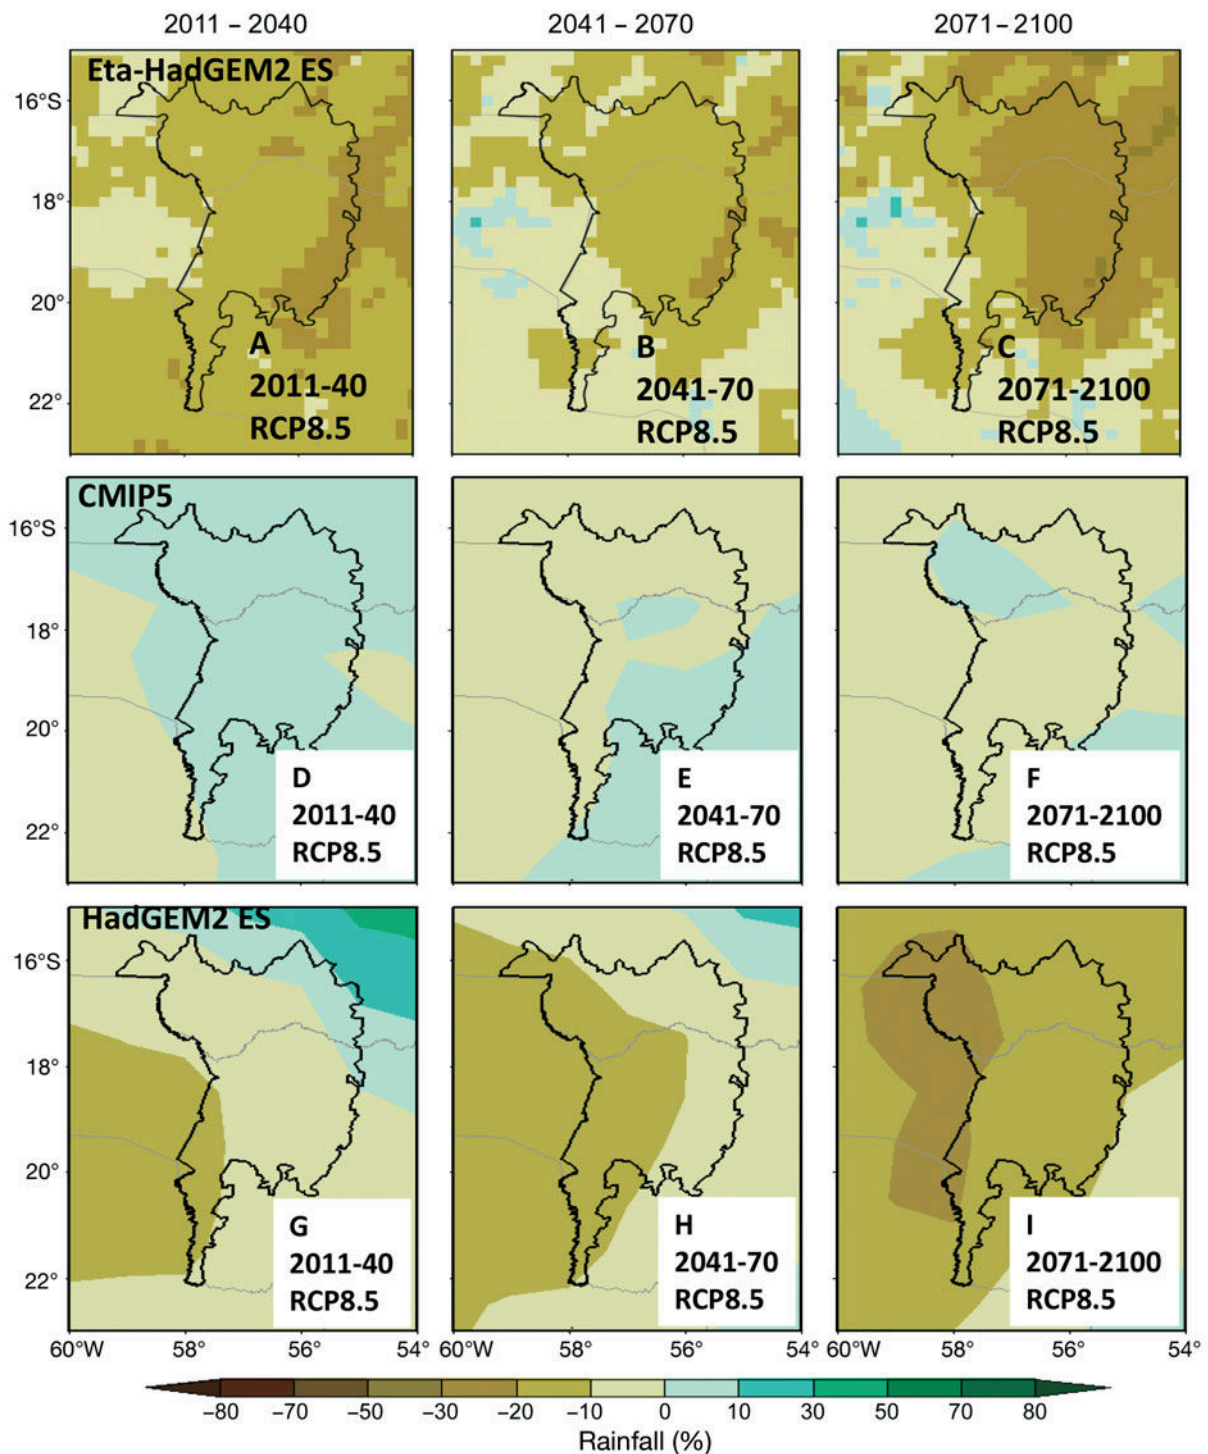 2011 – 2040 2041 – 2070 2071 – 2100
Eta-HadGEM2 ES
16°S
18°
20°
22°
A
2011-40
RCP8.5
B
2041-70
RCP8.5
C
2071-2100
RCP8.5
CMIP5
16°S
18°
20°
22°
D
2011-40
RCP8.5
E
2041-70
RCP8.5
F
2071-2100
RCP8.5
HadGEM2 ES
16°S
18°
20°
22°
G
2011-40
RCP8.5
H
2041-70
RCP8.5
I
2071-2100
RCP8.5
60°W 58° 56° 54° 60°W 58° 56° 54° 60°W 58° 56° 54°
−80 −70 −50 −30 −20 −10 0 10 30 50 70 80
Rainfall (%)